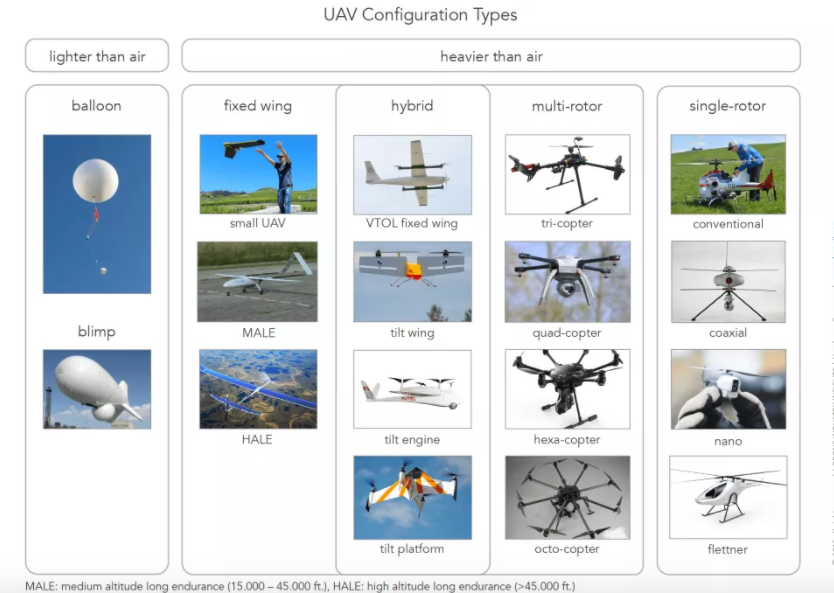 UAV Configuration Types
lighter than air
heavier than air
balloon
fixed wing
hybrid
multi-rotor
single-rotor
small UAV
VTOL fixed wing
tri-copter
conventional
blimp
MALE
tilt wing
quad-copter
coaxial
HALE
tilt engine
hexa-copter
nano
tilt platform
octo-copter
flettner
MALE: medium altitude long endurance (15.000 – 45.000 ft.), HALE: high altitude long endurance (>45.000 ft.)